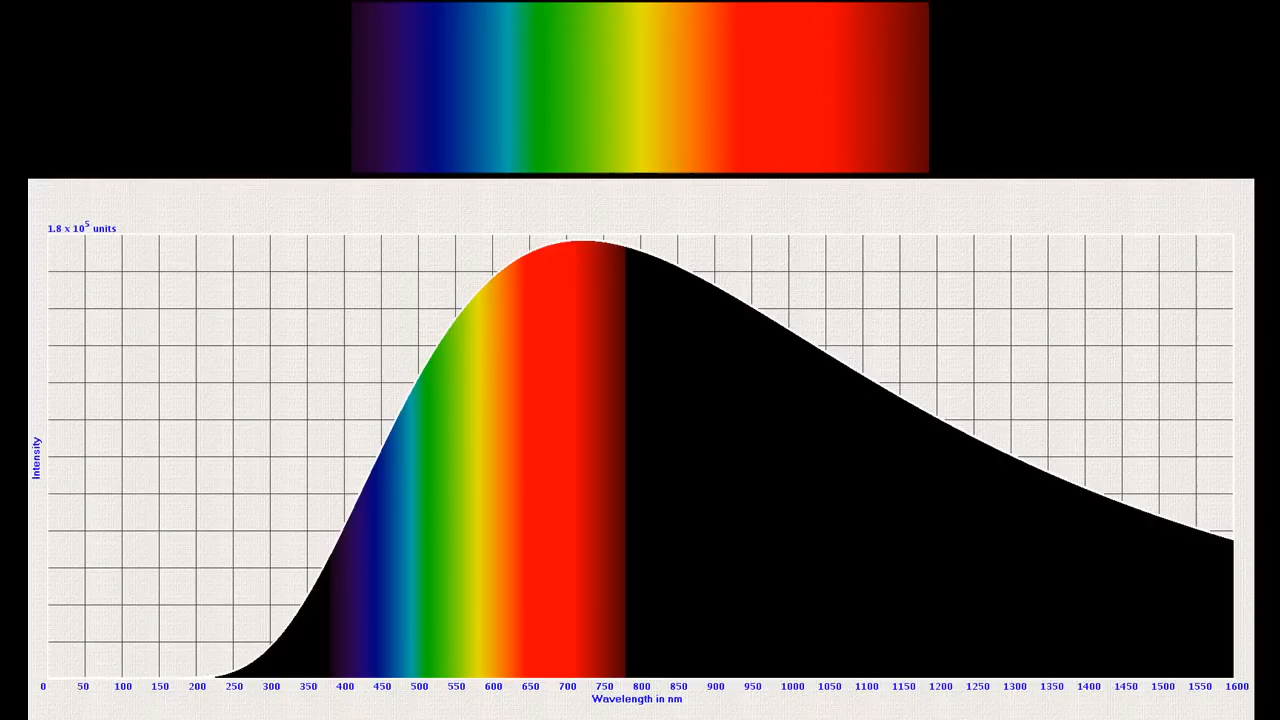 1.8 x 10⁵ units
Intensity
0 50 100 150 200 250 300 350 400 450 500 550 600 650 700 750 800 850 900 950 1000 1050 1100 1150 1200 1250 1300 1350 1400 1450 1500 1550 1600
Wavelength in nm